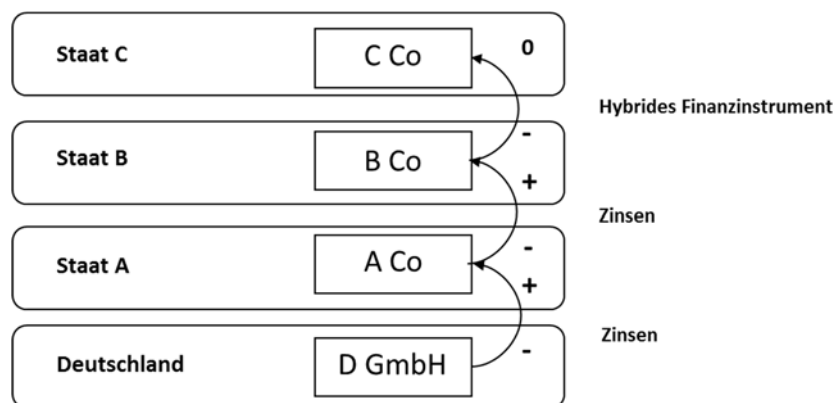 Staat C
C Co
0
Hybrides Finanzinstrument
-
Staat B
B Co
+
Zinsen
-
Staat A
A Co
+
Zinsen
Deutschland
D GmbH
-